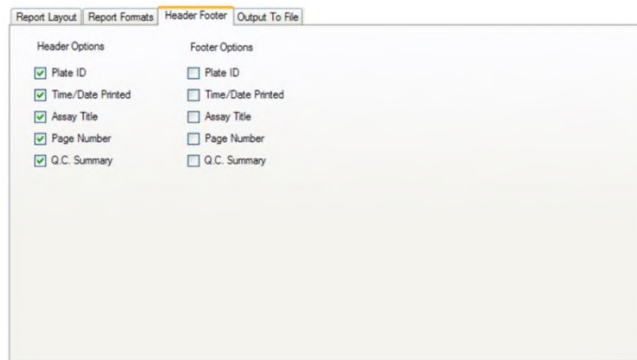 Report Layout Report Formats Header Footer Output To File
Header Options Footer Options
Plate ID Plate ID
Time/Date Printed Time/Date Printed
Assay Title Assay Title
Page Number Page Number
Q.C. Summary Q.C. Summary